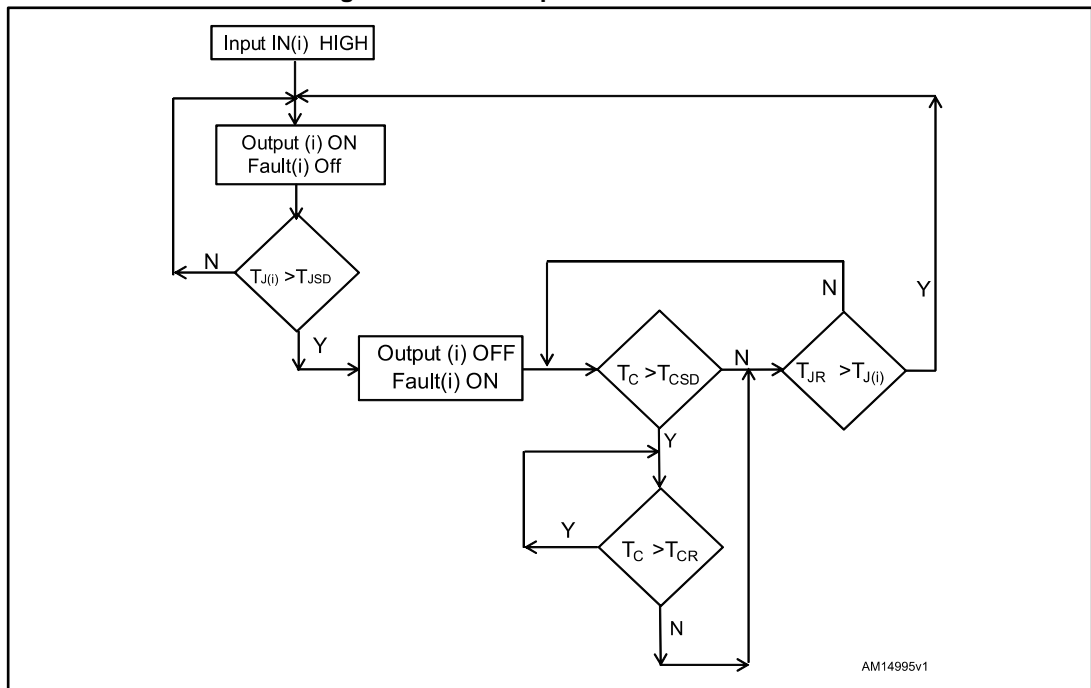 Input IN(i) HIGH
Output (i) ON
Fault(i) Off
N
TJ(i) >TJSD
Y
Output (i) OFF
Fault(i) ON
TC >TCSD
N
TJR >TJ(i)
N
Y
Y
TC >TCR
Y
N
AM14995v1